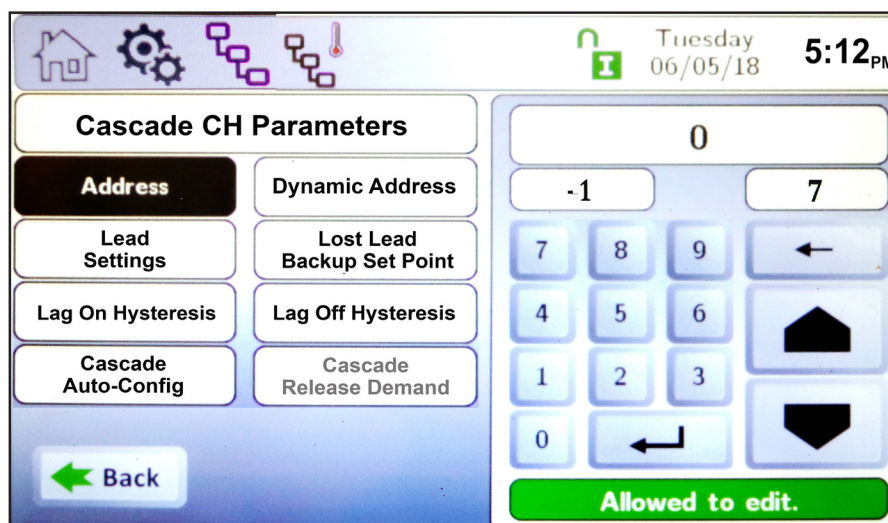 I
Tuesday
06/05/18
5:12PM
Cascade CH Parameters
Address
Dynamic Address
Lead
Settings
Lost Lead
Backup Set Point
Lag On Hysteresis
Lag Off Hysteresis
Cascade
Auto-Config
Cascade
Release Demand
Back
0
-1
7
7
8
9
4
5
6
1
2
3
0
Allowed to edit.